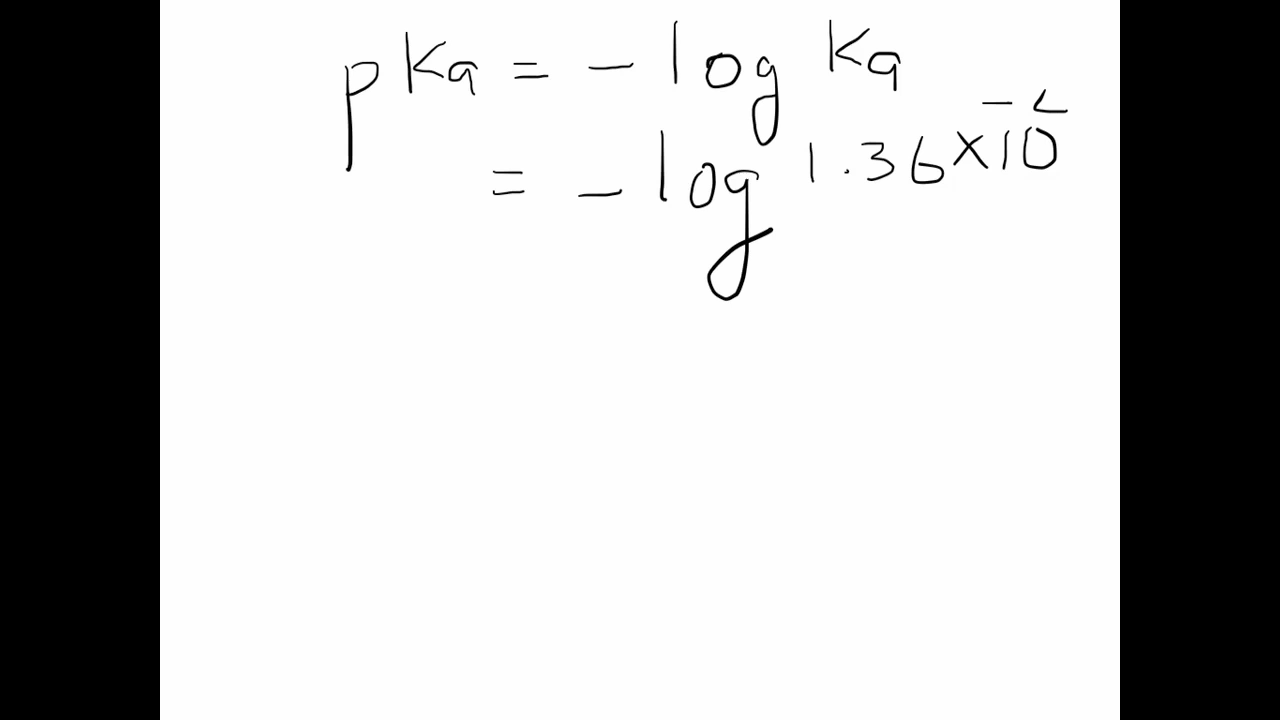 pKa = - log Ka
= - log 1.36 × 10⁻